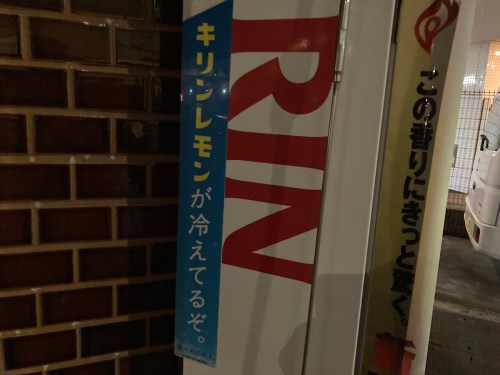 キリンレモンが冷えてるぞ。
RIN
この香りにきっと驚く。